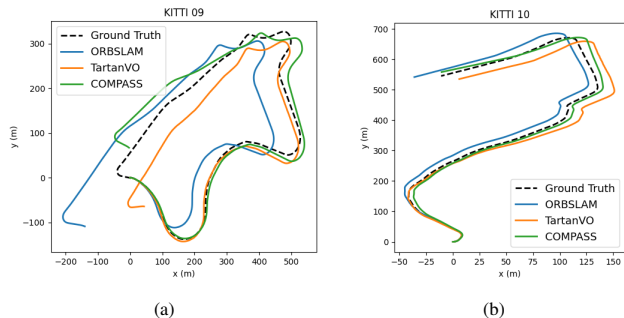 KITTI 09
300
200
100
0
−100
y (m)
Ground Truth
ORBSLAM
TartanVO
COMPASS
−200 −100 0 100 200 300 400 500
x (m)
(a)
KITTI 10
700
600
500
400
300
200
100
0
y (m)
Ground Truth
ORBSLAM
TartanVO
COMPASS
−50 −25 0 25 50 75 100 125 150
x (m)
(b)